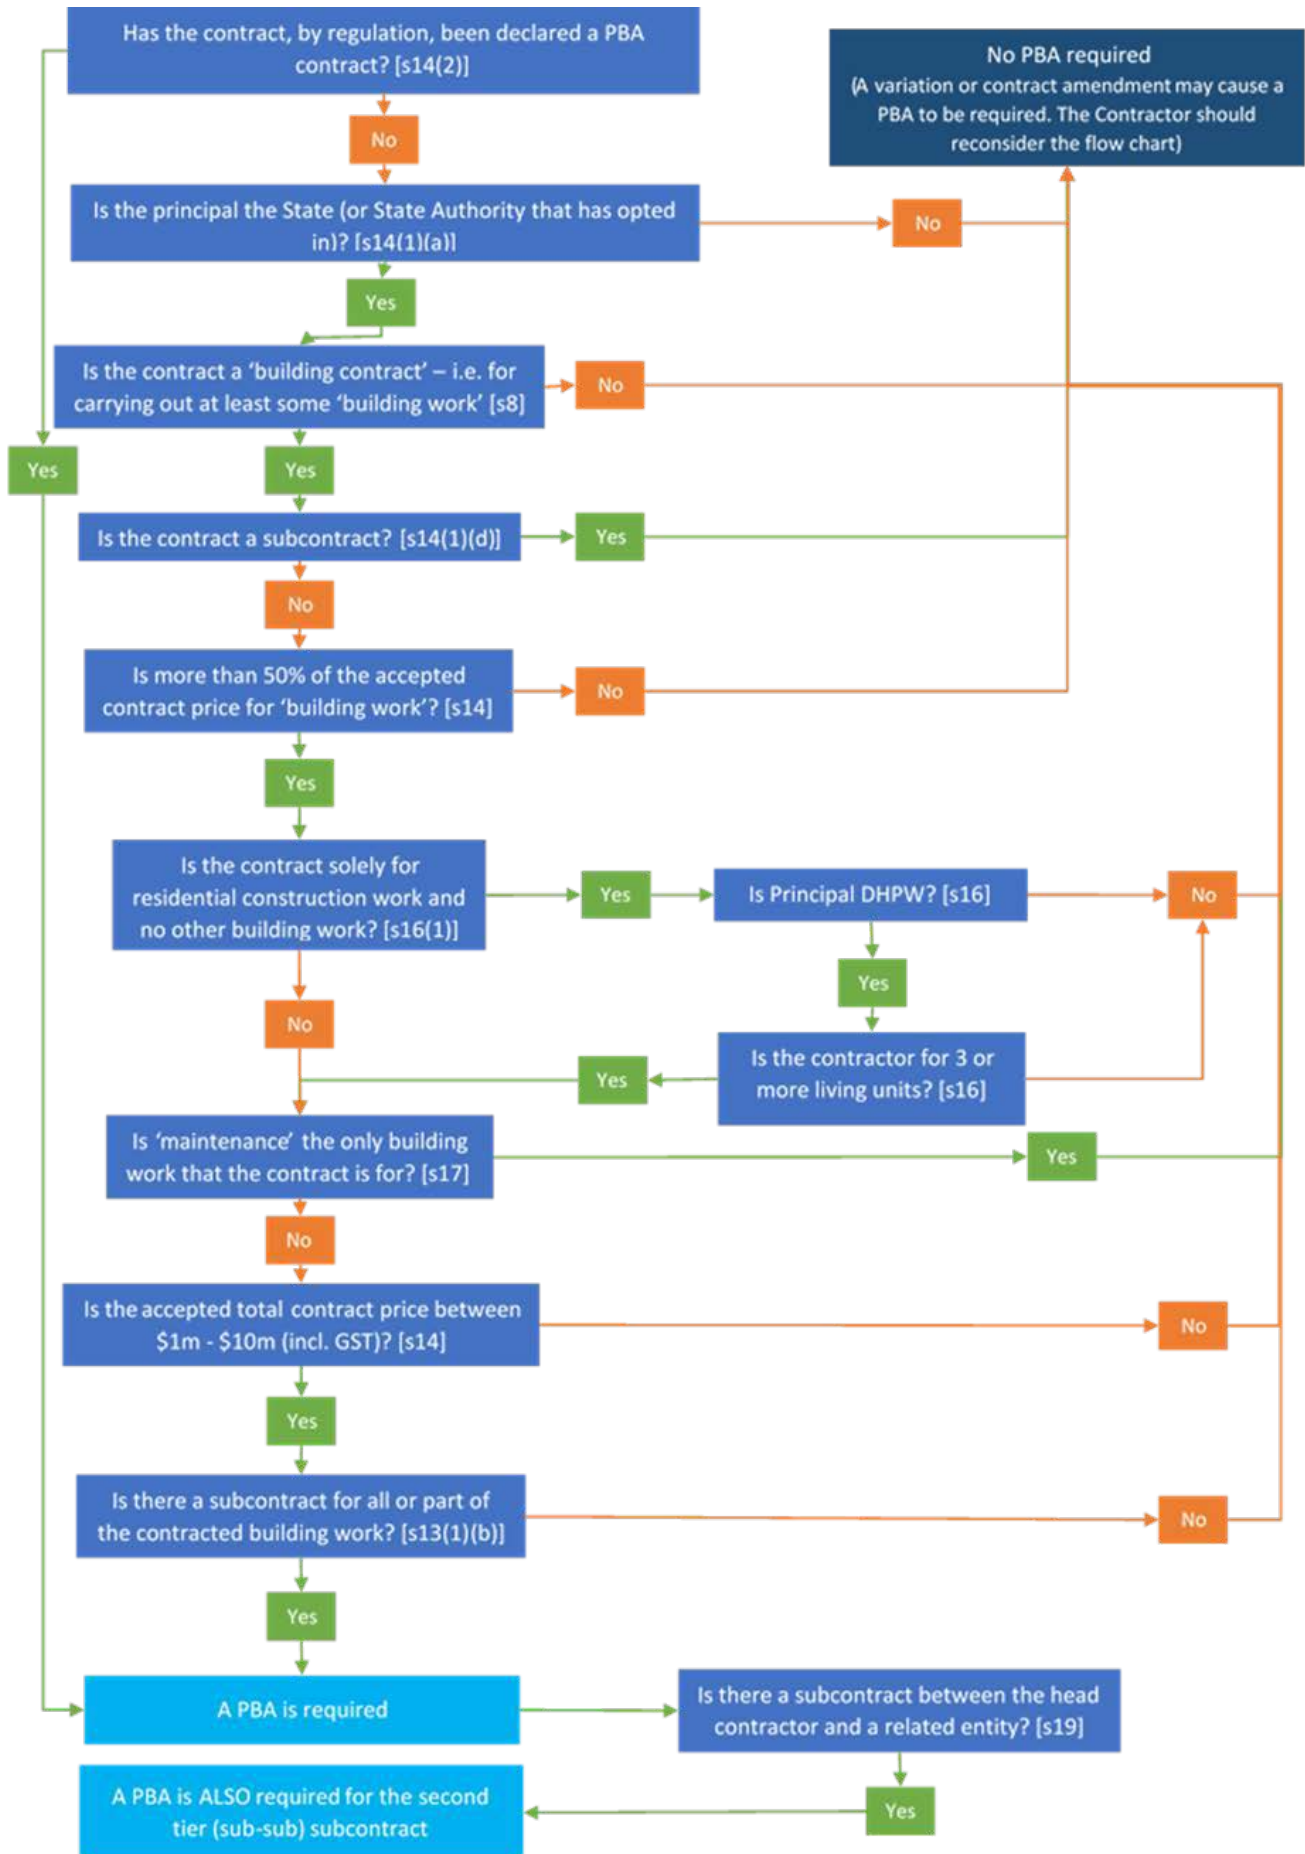 Has the contract, by regulation, been declared a PBA
contract? [s14(2)]
No PBA required
(A variation or contract amendment may cause a
PBA to be required. The Contractor should
reconsider the flow chart)
No
Is the principal the State (or State Authority that has opted
in)? [s14(1)(a)]
No
Yes
Is the contract a ‘building contract’ – i.e. for
carrying out at least some ‘building work’ [s8]
No
Yes
Yes
Is the contract a subcontract? [s14(1)(d)]
Yes
No
Is more than 50% of the accepted
contract price for ‘building work’? [s14]
No
Yes
Is the contract solely for
residential construction work and
no other building work? [s16(1)]
Yes
Is Principal DHPW? [s16]
No
Yes
No
Is the contractor for 3 or
more living units? [s16]
Yes
Is ‘maintenance’ the only building
work that the contract is for? [s17]
Yes
No
Is the accepted total contract price between
$1m - $10m (incl. GST)? [s14]
No
Yes
Is there a subcontract for all or part of
the contracted building work? [s13(1)(b)]
No
Yes
A PBA is required
Is there a subcontract between the head
contractor and a related entity? [s19]
Yes
A PBA is ALSO required for the second
tier (sub-sub) subcontract